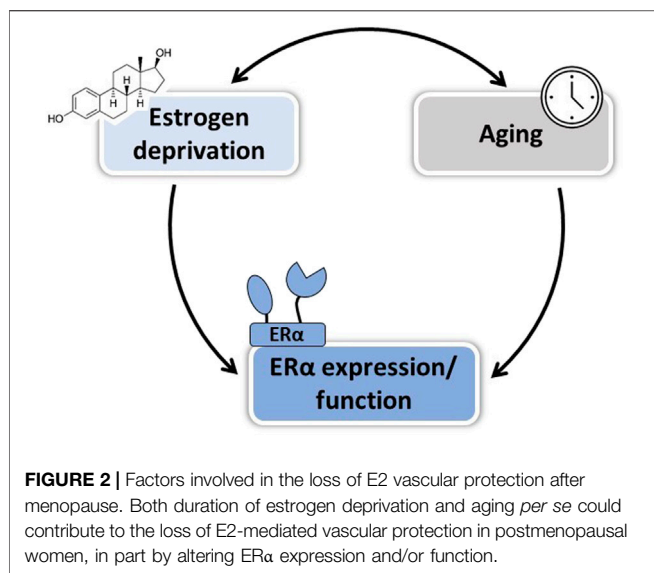 OH
H
H
H
HO
Estrogen
deprivation
Aging
ERα
ERα expression/
function
FIGURE 2 | Factors involved in the loss of E2 vascular protection after
menopause. Both duration of estrogen deprivation and aging per se could
contribute to the loss of E2-mediated vascular protection in postmenopausal
women, in part by altering ERα expression and/or function.